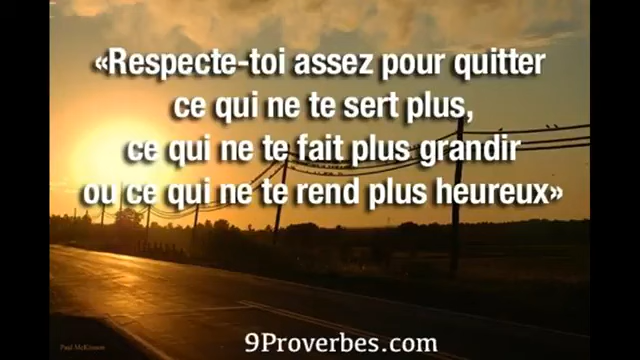 «Respecte-toi assez pour quitter
ce qui ne te sert plus,
ce qui ne te fait plus grandir
ou ce qui ne te rend plus heureux»
9Proverbes.com